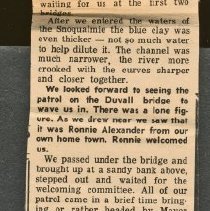 waiting for us at the first two
bridges.
After we entered the waters of
the Snoqualmie the blue clay was
even thicker — not so much water
to help dilute it. The channel was
much narrower, the river more
crooked with the curves sharper
and closer together.
We looked forward to seeing the
patrol on the Duvall bridge to
wave us in. There was a lone fig-
ure. As we drew near we saw that
it was Ronnie Alexander from our
own home town. Ronnie welcomed
us.
We passed under the bridge and
brought up at a sandy bank above,
stepped out and waited for the
welcoming committee. All of our
patrol came in a brief time bring-
ing or rather headed by Mayor